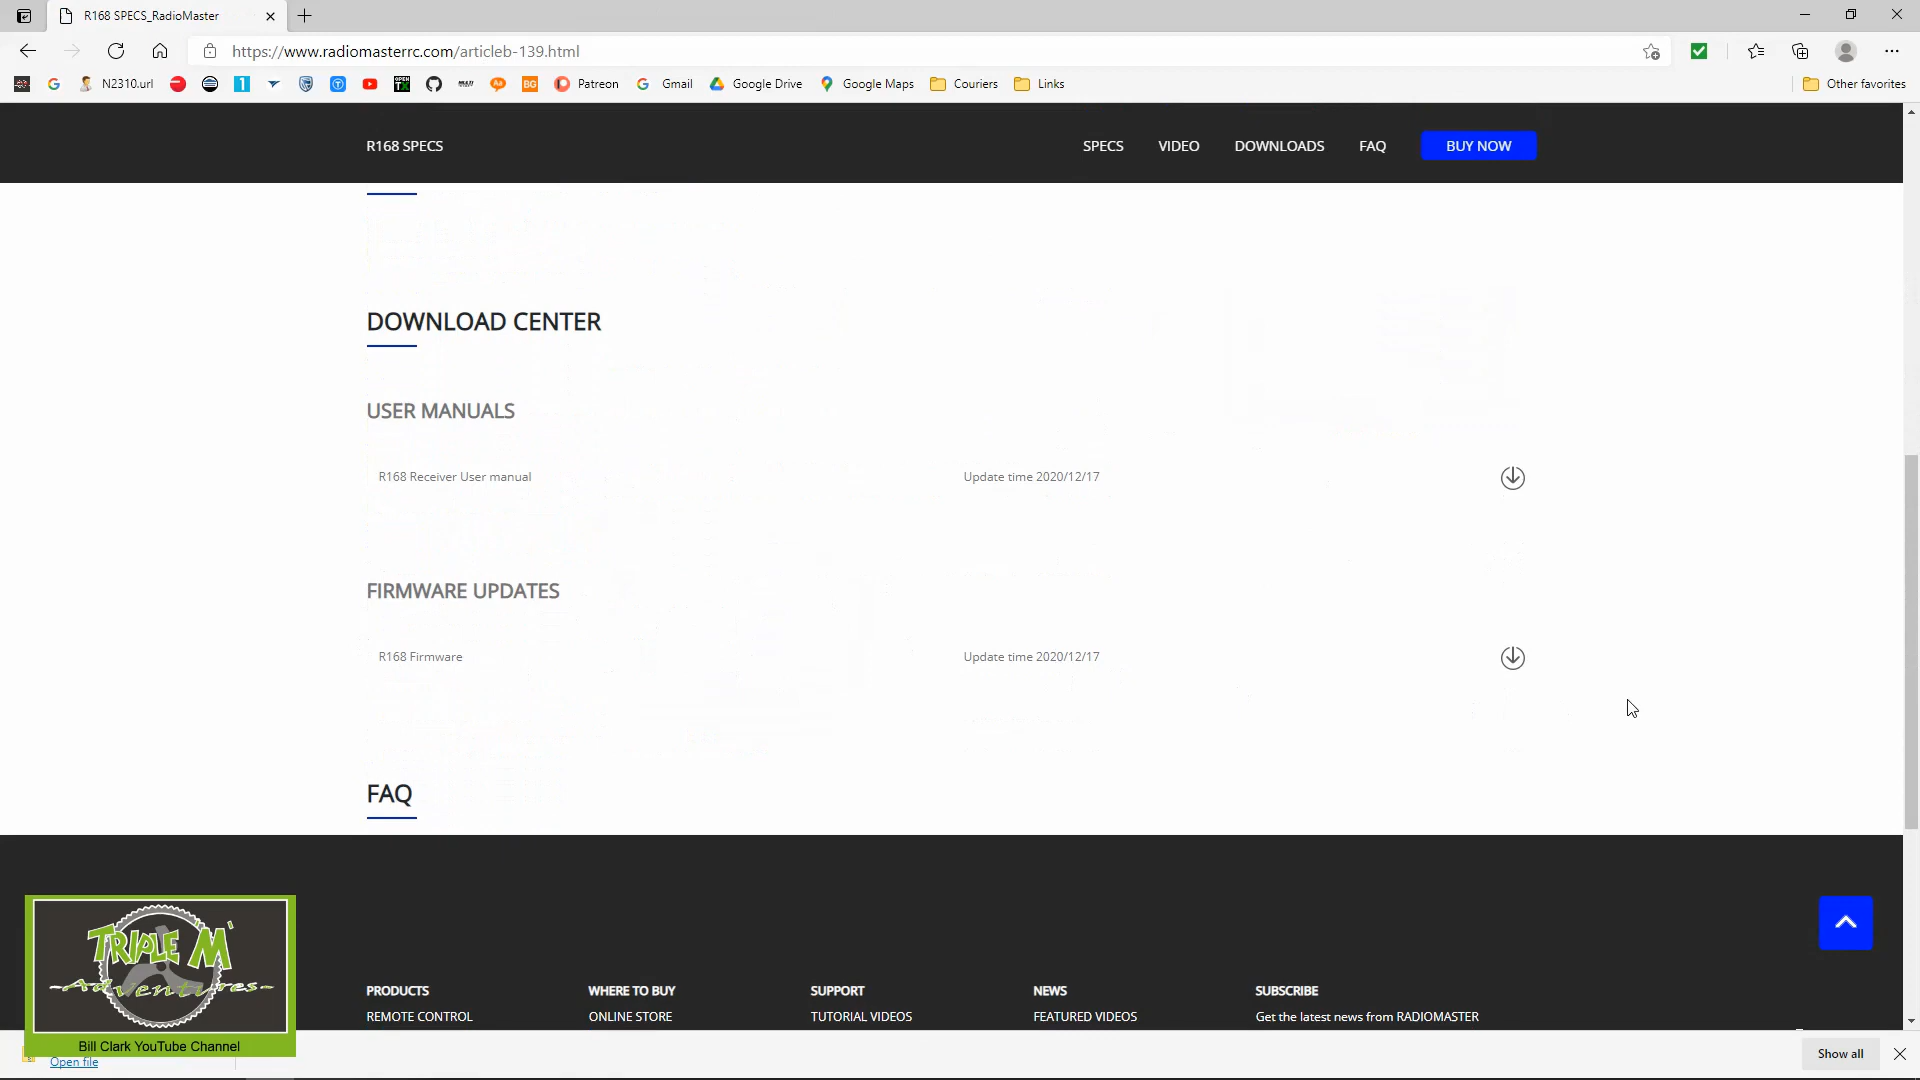 R168 SPECS_RadioMaster
https://www.radiomasterrc.com/articleb-139.html
N2310.url
Patreon
Gmail
Google Drive
Google Maps
Couriers
Links
Other favorites
R168 SPECS
SPECS
VIDEO
DOWNLOADS
FAQ
BUY NOW
DOWNLOAD CENTER
USER MANUALS
R168 Receiver User manual
Update time 2020/12/17
FIRMWARE UPDATES
R168 Firmware
Update time 2020/12/17
FAQ
PRODUCTS
WHERE TO BUY
SUPPORT
NEWS
SUBSCRIBE
REMOTE CONTROL
ONLINE STORE
TUTORIAL VIDEOS
FEATURED VIDEOS
Get the latest news from RADIOMASTER
TRIPLE M`
-Adventures-
Bill Clark YouTube Channel
Open file
Show all